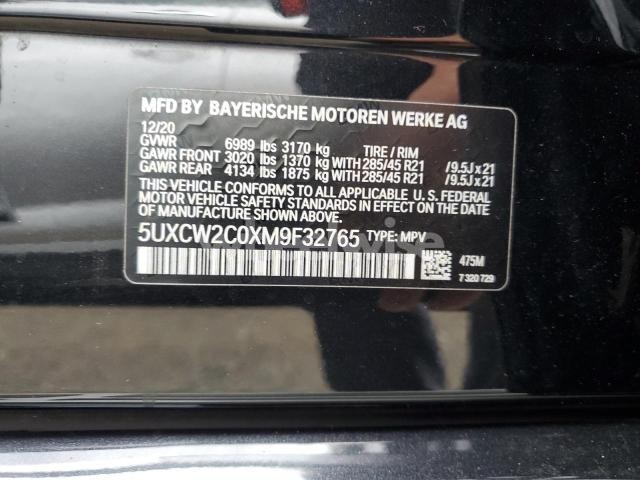 MFD BY BAYERISCHE MOTOREN WERKE AG
12/20
GVWR 6989 lbs 3170 kg TIRE / RIM
GAWR FRONT 3020 lbs 1370 kg WITH 285/45 R21 /9.5J x 21
GAWR REAR 4134 lbs 1875 kg WITH 285/45 R21 /9.5J x 21
THIS VEHICLE CONFORMS TO ALL APPLICABLE U. S. FEDERAL
MOTOR VEHICLE SAFETY STANDARDS IN EFFECT ON THE
DATE OF MANUFACTURE SHOWN ABOVE.
5UXCW2C0XM9F32765 TYPE: MPV
475M
7 320 729